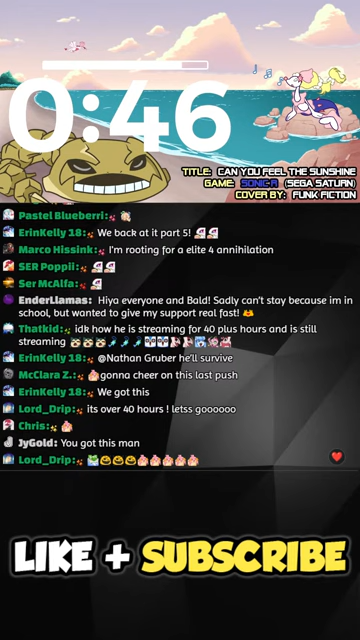 0:46
TITLE: CAN YOU FEEL THE SUNSHINE
GAME: SONIC R (SEGA SATURN)
COVER BY: FUNK FICTION
Pastel Blueberri:
ErinKelly 18: We back at it part 5!
Marco Hissink: I'm rooting for a elite 4 annihilation
SER Poppii:
Ser McAlfa:
EnderLlamas: Hiya everyone and Bald! Sadly can't stay because im in
school, but wanted to give my support real fast!
Thatkid: idk how he is streaming for 40 plus hours and is still
streaming
ErinKelly 18: @Nathan Gruber he'll survive
McClara Z.: gonna cheer on this last push
ErinKelly 18: We got this
Lord_Drip: its over 40 hours ! letss goooooo
Chris:
JyGold: You got this man
Lord_Drip:
LIKE + SUBSCRIBE